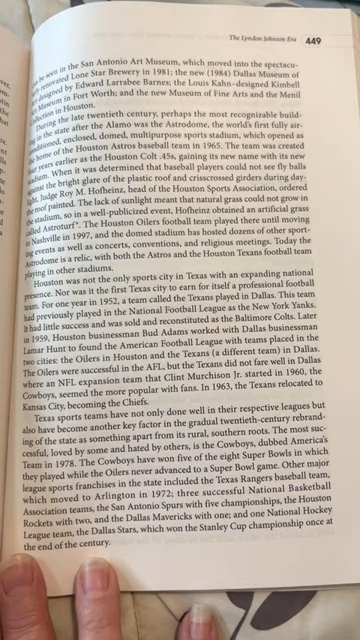 The Lyndon Johnson Era 449
be seen in the San Antonio Art Museum, which moved into the spectacu-
renovated Lone Star Brewery in 1981; the new (1984) Dallas Museum of
designed by Edward Larrabee Barnes; the Louis Kahn–designed Kimbell
Museum in Fort Worth; and the new Museum of Fine Arts and the Menil
Collection in Houston.
During the late twentieth century, perhaps the most recognizable build-
ing in the state after the Alamo was the Astrodome, the world's first fully air-
conditioned, enclosed, domed, multipurpose sports stadium, which opened as
the home of the Houston Astros baseball team in 1965. The team was created
years earlier as the Houston Colt .45s, gaining its new name with its new
stadium. When it was determined that baseball players could not see fly balls
against the bright glare of the plastic roof and crisscrossed girders during day-
light, Judge Roy M. Hofheinz, head of the Houston Sports Association, ordered
the roof painted. The lack of sunlight meant that natural grass could not grow in
the stadium, so in a well-publicized event, Hofheinz obtained an artificial grass
called Astroturf". The Houston Oilers football team played there until moving
to Nashville in 1997, and the domed stadium has hosted dozens of other sport-
ing events as well as concerts, conventions, and religious meetings. Today the
Astrodome is a relic, with both the Astros and the Houston Texans football team
playing in other stadiums.
Houston was not the only sports city in Texas with an expanding national
presence. Nor was it the first Texas city to earn for itself a professional football
team. For one year in 1952, a team called the Texans played in Dallas. This team
had previously played in the National Football League as the New York Yanks.
It had little success and was sold and reconstituted as the Baltimore Colts. Later
in 1959, Houston businessman Bud Adams worked with Dallas businessman
Lamar Hunt to found the American Football League with teams placed in the
two cities: the Oilers in Houston and the Texans (a different team) in Dallas.
The Oilers were successful in the AFL, but the Texans did not fare well in Dallas
where an NFL expansion team that Clint Murchison Jr. started in 1960, the
Cowboys, seemed the more popular with fans. In 1963, the Texans relocated to
Kansas City, becoming the Chiefs.
Texas sports teams have not only done well in their respective leagues but
also have become another key factor in the gradual twentieth-century rebrand-
ing of the state as something apart from its rural, southern roots. The most suc-
cessful, loved by some and hated by others, is the Cowboys, dubbed America's
Team in 1978. The Cowboys have won five of the eight Super Bowls in which
they played while the Oilers never advanced to a Super Bowl game. Other major
league sports franchises in the state included the Texas Rangers baseball team,
which moved to Arlington in 1972; three successful National Basketball
Association teams, the San Antonio Spurs with five championships, the Houston
Rockets with two, and the Dallas Mavericks with one; and one National Hockey
League team, the Dallas Stars, which won the Stanley Cup championship once at
the end of the century.